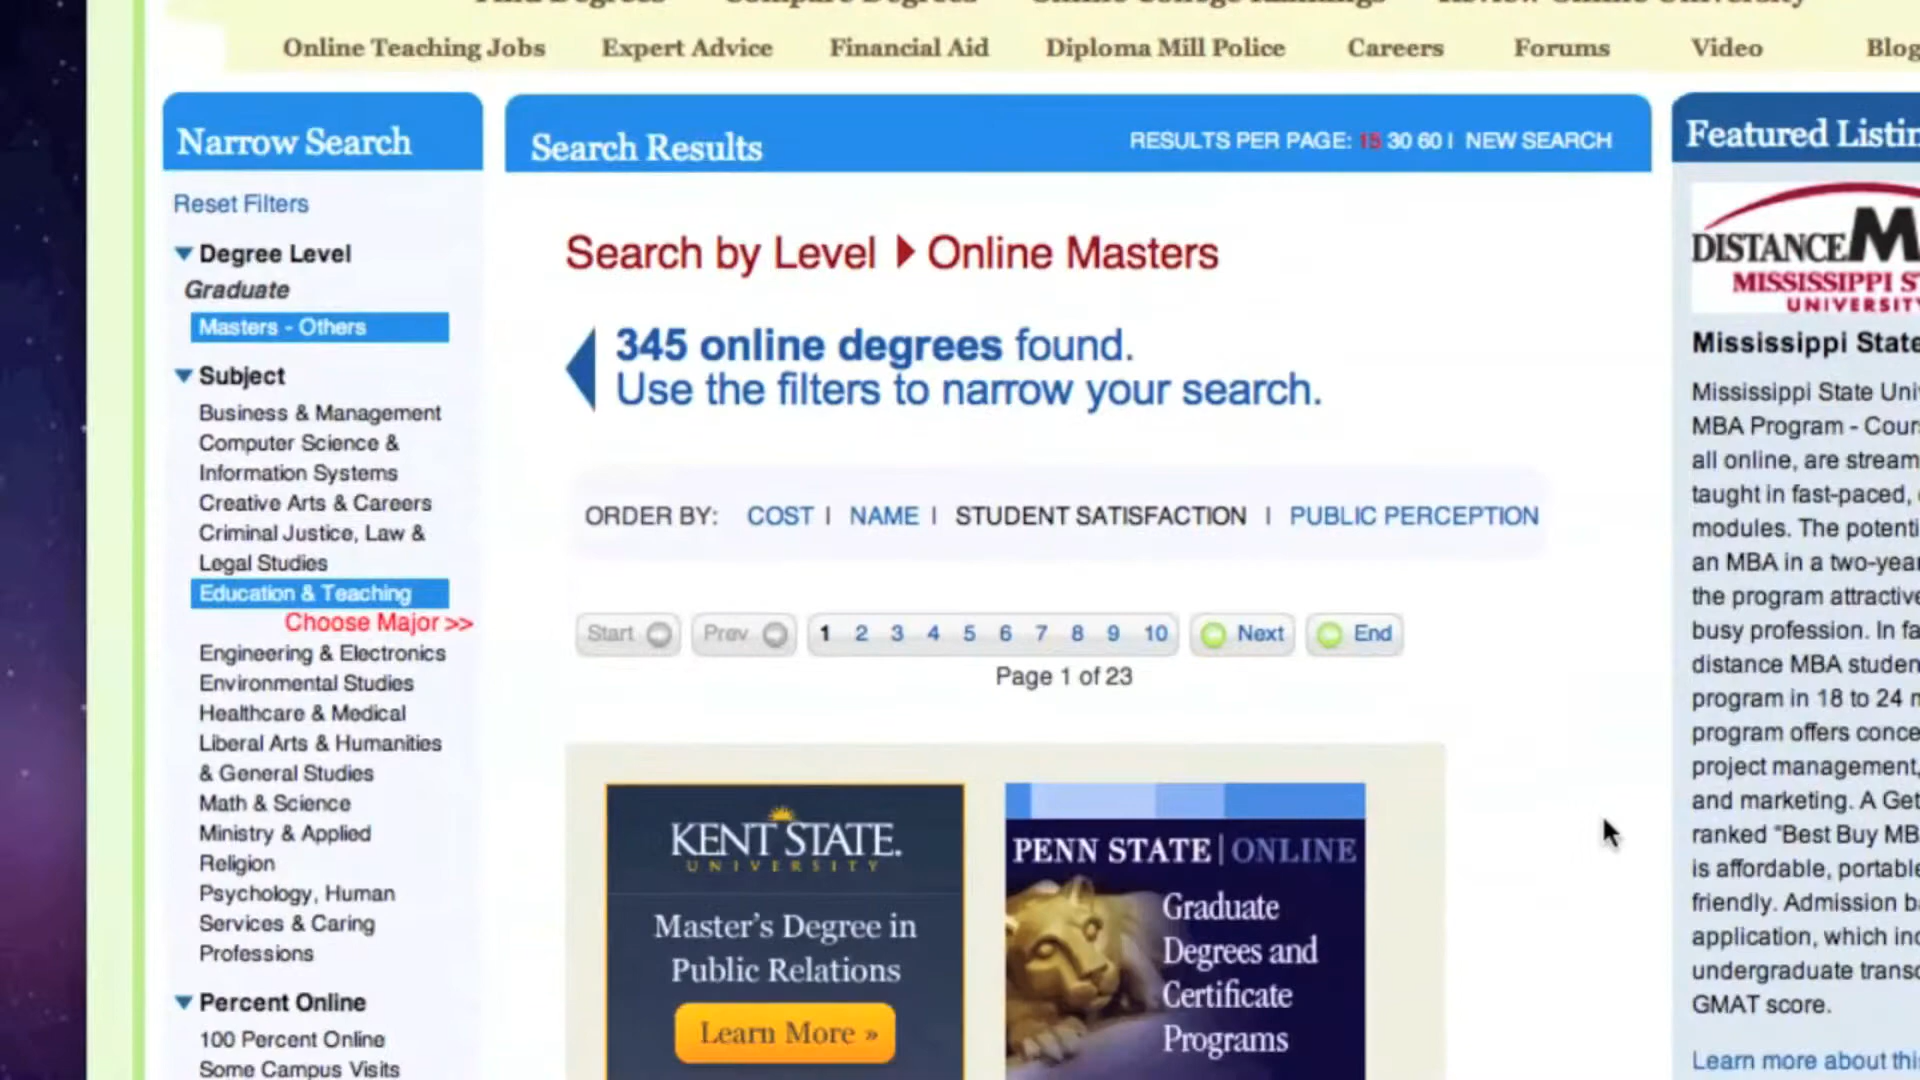 Online Teaching Jobs Expert Advice Financial Aid Diploma Mill Police Careers Forums Video Blog
Narrow Search
Reset Filters
Degree Level
Graduate
Masters - Others
Subject
Business & Management
Computer Science &
Information Systems
Creative Arts & Careers
Criminal Justice, Law &
Legal Studies
Education & Teaching
Choose Major >>
Engineering & Electronics
Environmental Studies
Healthcare & Medical
Liberal Arts & Humanities
& General Studies
Math & Science
Ministry & Applied
Religion
Psychology, Human
Services & Caring
Professions
Percent Online
100 Percent Online
Some Campus Visits
Search Results
RESULTS PER PAGE: 15 30 60 | NEW SEARCH
Search by Level Online Masters
345 online degrees found.
Use the filters to narrow your search.
ORDER BY: COST | NAME | STUDENT SATISFACTION | PUBLIC PERCEPTION
Start Prev 1 2 3 4 5 6 7 8 9 10 Next End
Page 1 of 23
KENT STATE.
UNIVERSITY
Master's Degree in
Public Relations
Learn More »
PENN STATE | ONLINE
Graduate
Degrees and
Certificate
Programs
Featured Listin
DISTANCE M
MISSISSIPPI ST
UNIVERSITY
Mississippi State
Mississippi State Univ
MBA Program - Cours
all online, are stream
taught in fast-paced,
modules. The potenti
an MBA in a two-year
the program attractive
busy profession. In fa
distance MBA studen
program in 18 to 24 m
program offers conce
project management,
and marketing. A Get
ranked "Best Buy MB
is affordable, portable
friendly. Admission ba
application, which inc
undergraduate transc
GMAT score.
Learn more about this